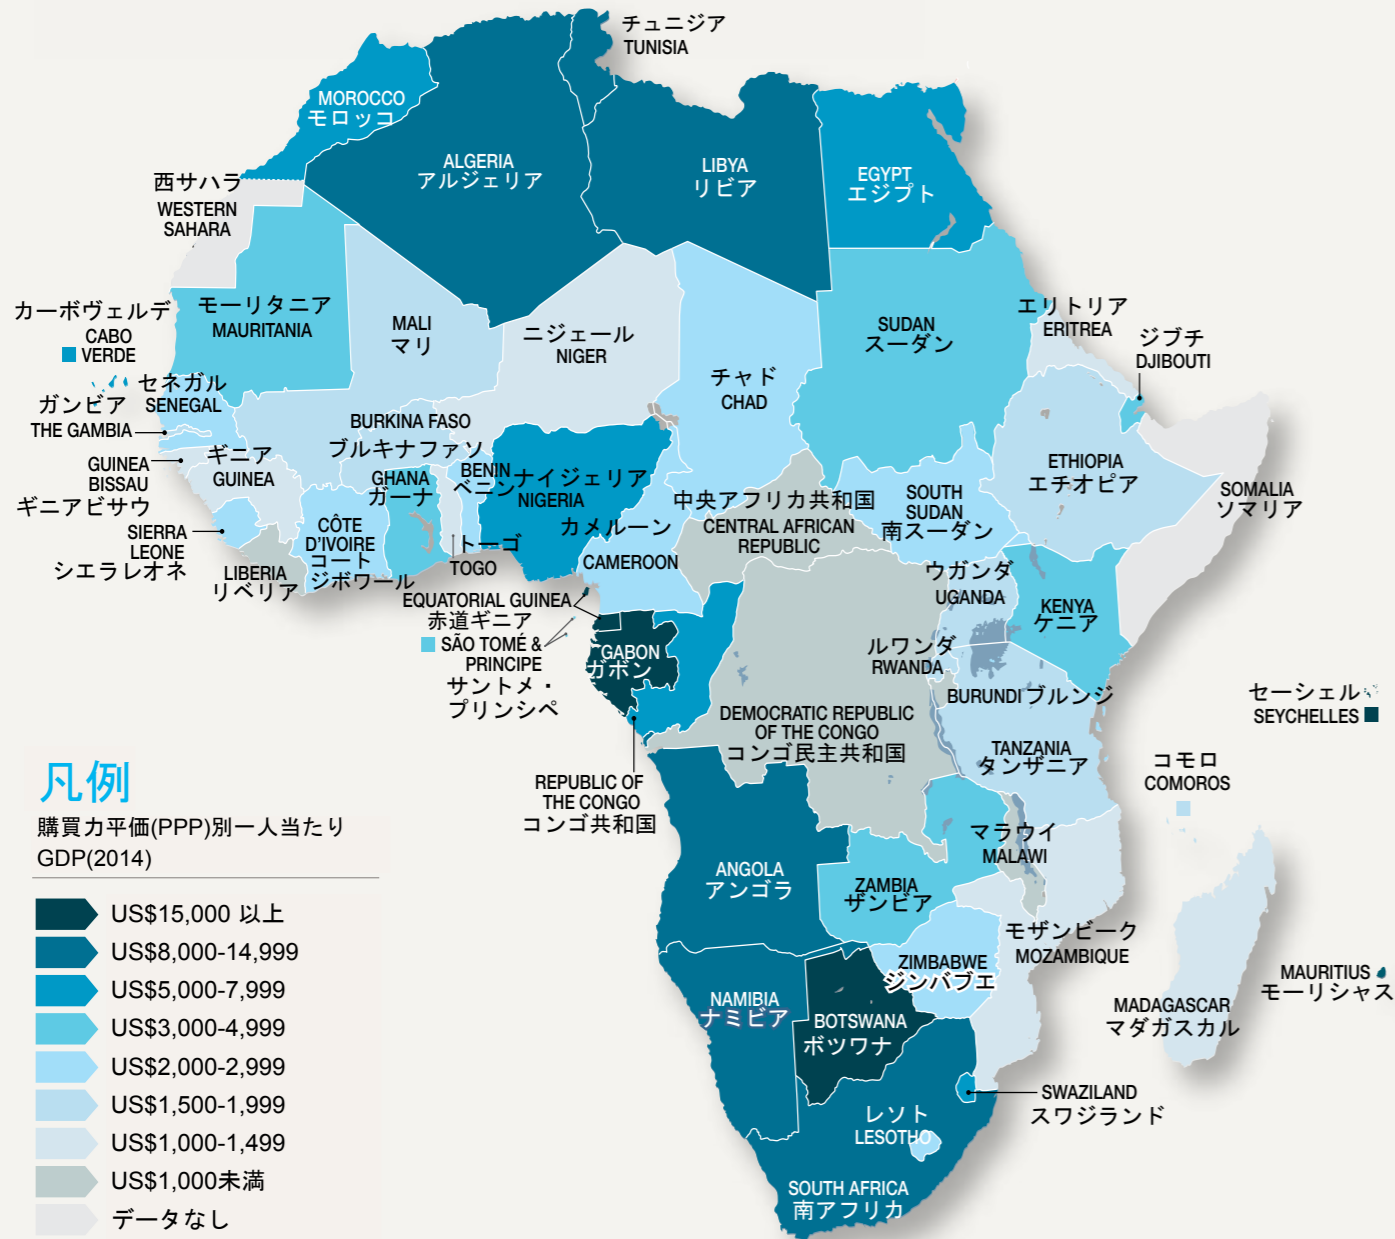 チュニジア
TUNISIA
MOROCCO
モロッコ
ALGERIA
アルジェリア
LIBYA
リビア
EGYPT
エジプト
西サハラ
WESTERN
SAHARA
モーリタニア
MAURITANIA
カーボヴェルデ
CABO
VERDE
MALI
マリ
ニジェール
NIGER
チャド
CHAD
SUDAN
スーダン
エリトリア
ERITREA
ジブチ
DJIBOUTI
セネガル
SENEGAL
ガンビア
THE GAMBIA
GUINEA
BISSAU
ギニアビサウ
ギニア
GUINEA
BURKINA FASO
ブルキナファソ
GHANA
ガーナ
BENIN
ベニン
ナイジェリア
NIGERIA
カメルーン
CAMEROON
中央アフリカ共和国
CENTRAL AFRICAN
REPUBLIC
SOUTH
SUDAN
南スーダン
ETHIOPIA
エチオピア
SOMALIA
ソマリア
SIERRA
LEONE
シエラレオネ
LIBERIA
リベリア
CÔTE
D'IVOIRE
コート
ジボワール
トーゴ
TOGO
EQUATORIAL GUINEA
赤道ギニア
SÃO TOMÉ &
PRINCIPE
サントメ・
プリンシペ
GABON
ガボン
ウガンダ
UGANDA
KENYA
ケニア
ルワンダ
RWANDA
BURUNDI ブルンジ
DEMOCRATIC REPUBLIC
OF THE CONGO
コンゴ民主共和国
TANZANIA
タンザニア
セーシェル
SEYCHELLES
コモロ
COMOROS
REPUBLIC OF
THE CONGO
コンゴ共和国
ANGOLA
アンゴラ
ZAMBIA
ザンビア
マラウイ
MALAWI
モザンビーク
MOZAMBIQUE
ZIMBABWE
ジンバブエ
NAMIBIA
ナミビア
BOTSWANA
ボツワナ
MADAGASCAR
マダガスカル
MAURITIUS
モーリシャス
SWAZILAND
スワジランド
レソト
LESOTHO
SOUTH AFRICA
南アフリカ
凡例
購買力平価(PPP)別一人当たり
GDP(2014)
US$15,000 以上
US$8,000-14,999
US$5,000-7,999
US$3,000-4,999
US$2,000-2,999
US$1,500-1,999
US$1,000-1,499
US$1,000未満
データなし